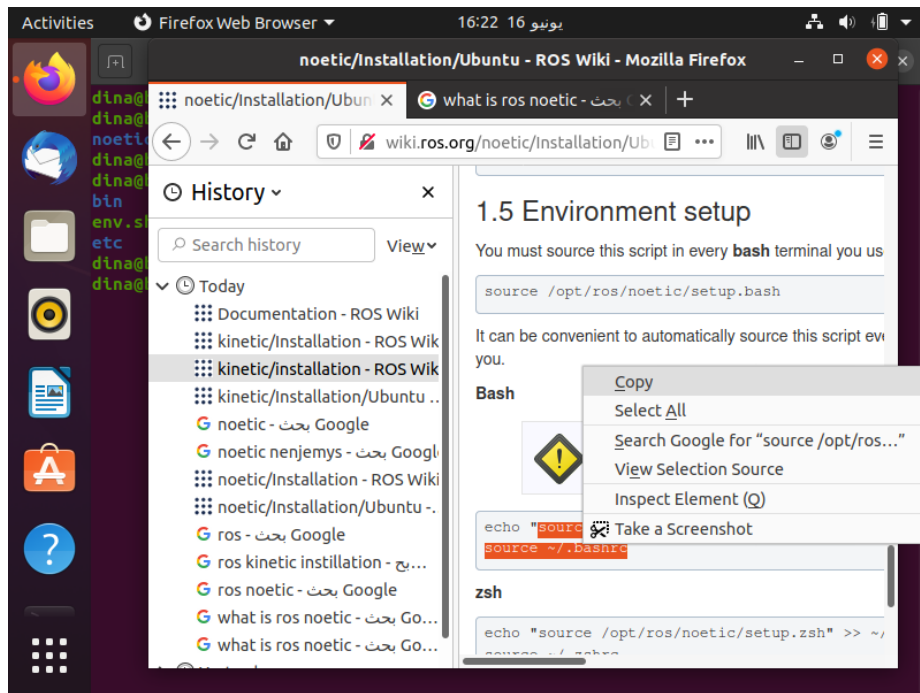 Activities
Firefox Web Browser
16:22 16 يونيو
noetic/Installation/Ubuntu - ROS Wiki - Mozilla Firefox
noetic/Installation/Ubun
what is ros noetic - بحث
wiki.ros.org/noetic/Installation/Ub
dina@
dina@
noetic
dina@
dina@
bin
env.sh
etc
dina@
dina@
History
Search history
View
Today
Documentation - ROS Wiki
kinetic/Installation - ROS Wik
kinetic/installation - ROS Wik
kinetic/Installation/Ubuntu ..
noetic - بحث Google
noetic nenjemys - بحث Googl
noetic/Installation - ROS Wiki
noetic/Installation/Ubuntu -.
ros - بحث Google
ros kinetic instillation - بح...
ros noetic - بحث Google
what is ros noetic - بحث Go...
what is ros noetic - بحث Go...
1.5 Environment setup
You must source this script in every bash terminal you us
source /opt/ros/noetic/setup.bash
It can be convenient to automatically source this script eve
you.
Bash
echo "sourc
source ~/.bashrc
zsh
echo "source /opt/ros/noetic/setup.zsh" >> ~/
source ~/.zshrc
Copy
Select All
Search Google for “source /opt/ros…”
View Selection Source
Inspect Element (Q)
Take a Screenshot